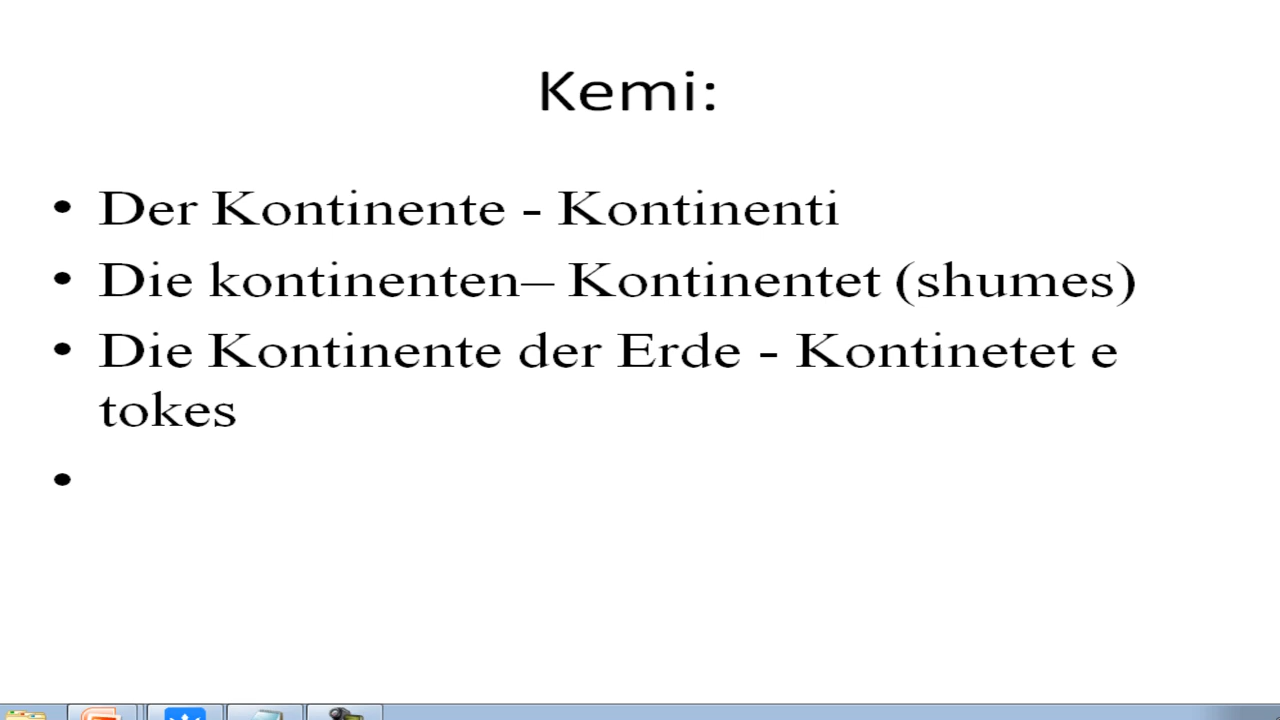 Kemi:
• Der Kontinente - Kontinenti
• Die kontinenten– Kontinentet (shumes)
• Die Kontinente der Erde - Kontinetet e
tokes
•